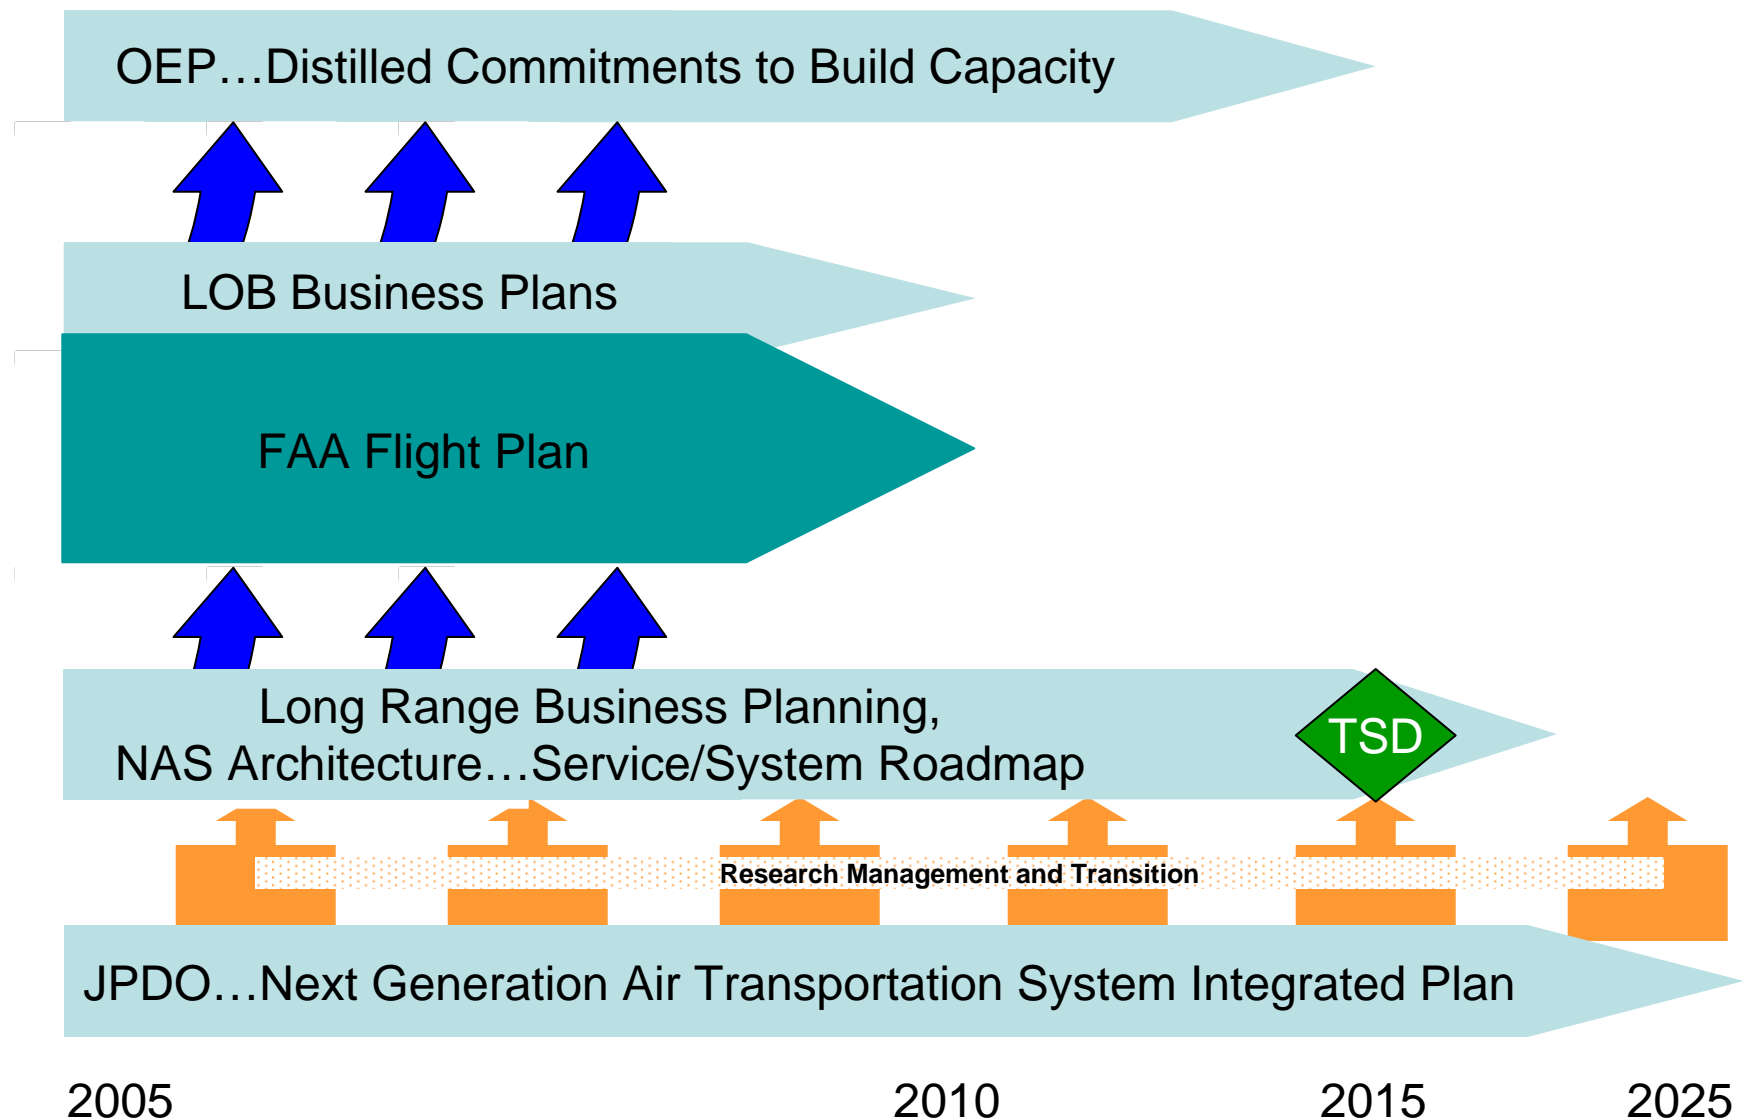 OEP…Distilled Commitments to Build Capacity
LOB Business Plans
FAA Flight Plan
Long Range Business Planning,
NAS Architecture…Service/System Roadmap
TSD
Research Management and Transition
JPDO…Next Generation Air Transportation System Integrated Plan
2005 2010 2015 2025